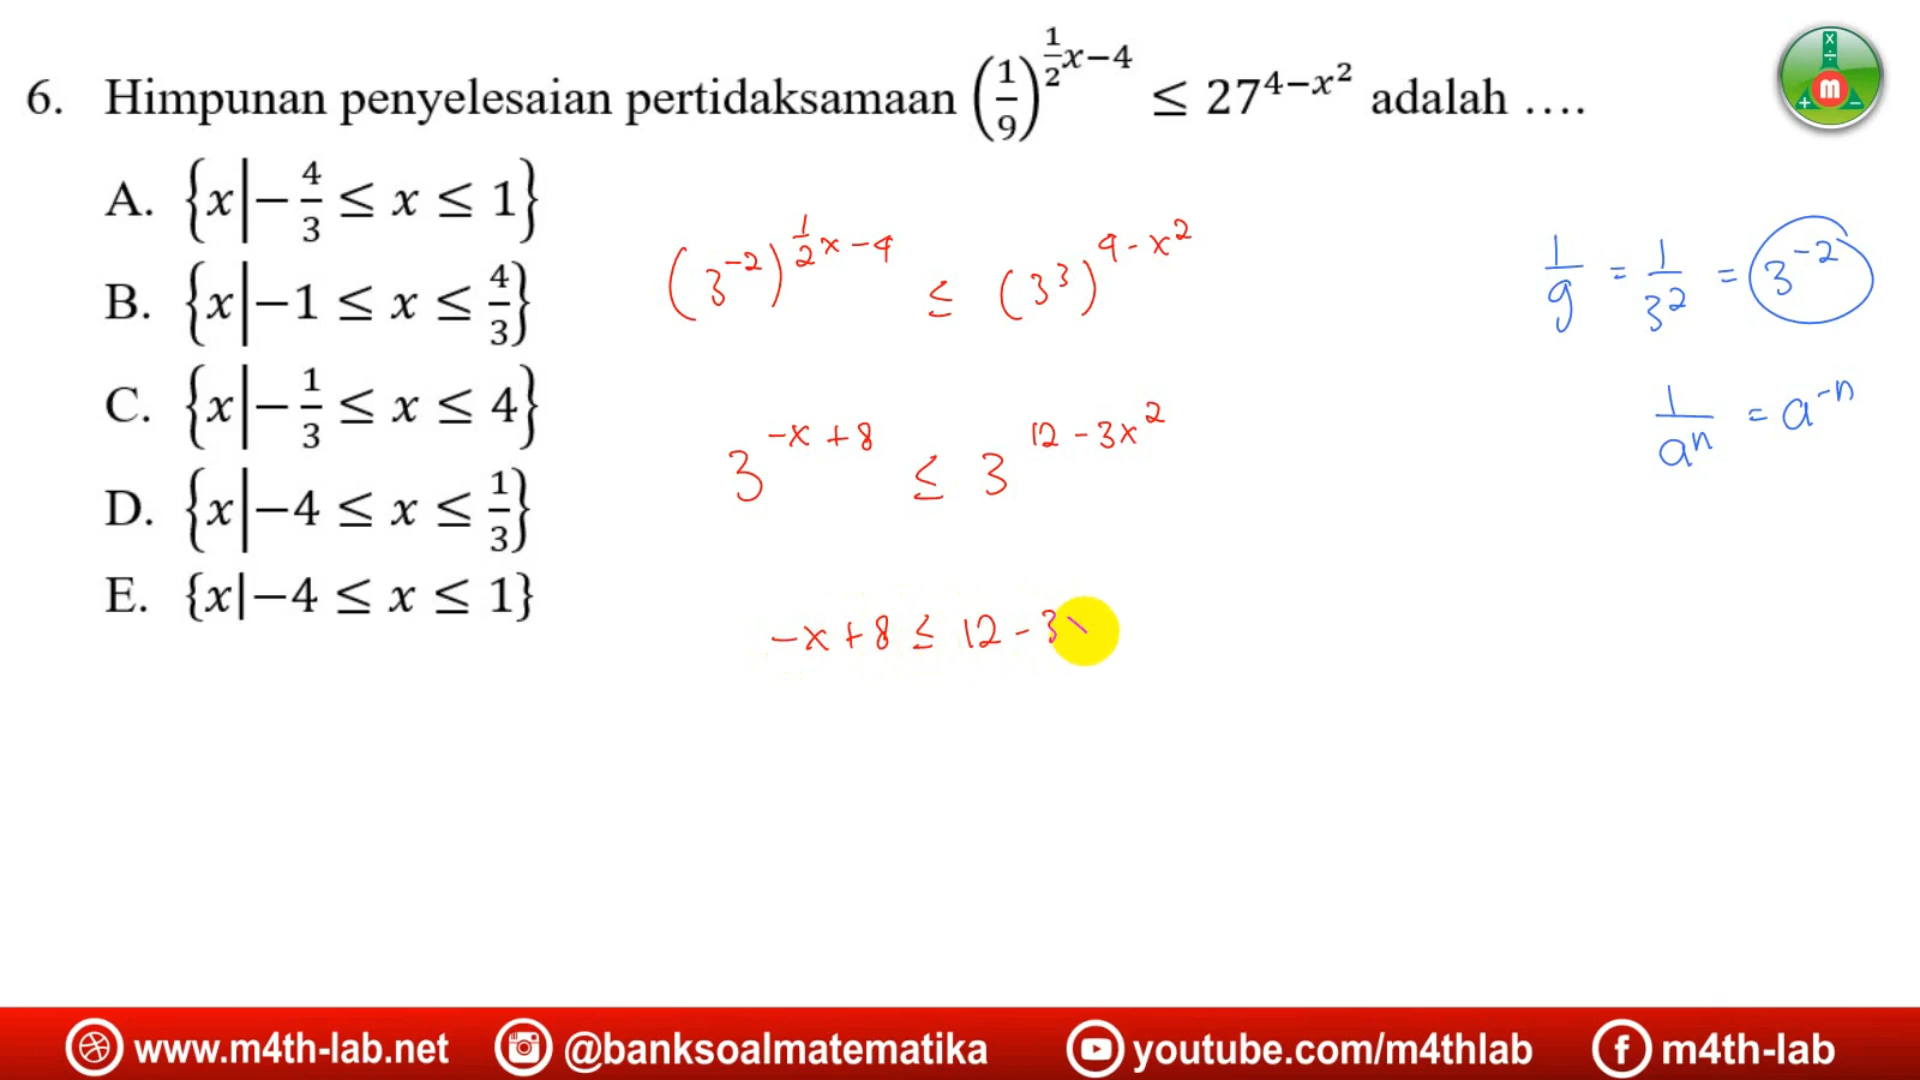 6. Himpunan penyelesaian pertidaksamaan (1/9)^(1/2 x−4) ≤ 27^(4−x²) adalah ….
A. {x|−4/3 ≤ x ≤ 1}
B. {x|−1 ≤ x ≤ 4/3}
C. {x|−1/3 ≤ x ≤ 4}
D. {x|−4 ≤ x ≤ 1/3}
E. {x|−4 ≤ x ≤ 1}
(3^−2)^(1/2 x−4) ≤ (3^3)^(4−x²)
3^(−x+8) ≤ 3^(12−3x²)
−x+8 ≤ 12−3
1/9 = 1/3² = 3^−2
1/a^n = a^−n
m
www.m4th-lab.net @banksoalmatematika youtube.com/m4thlab m4th-lab